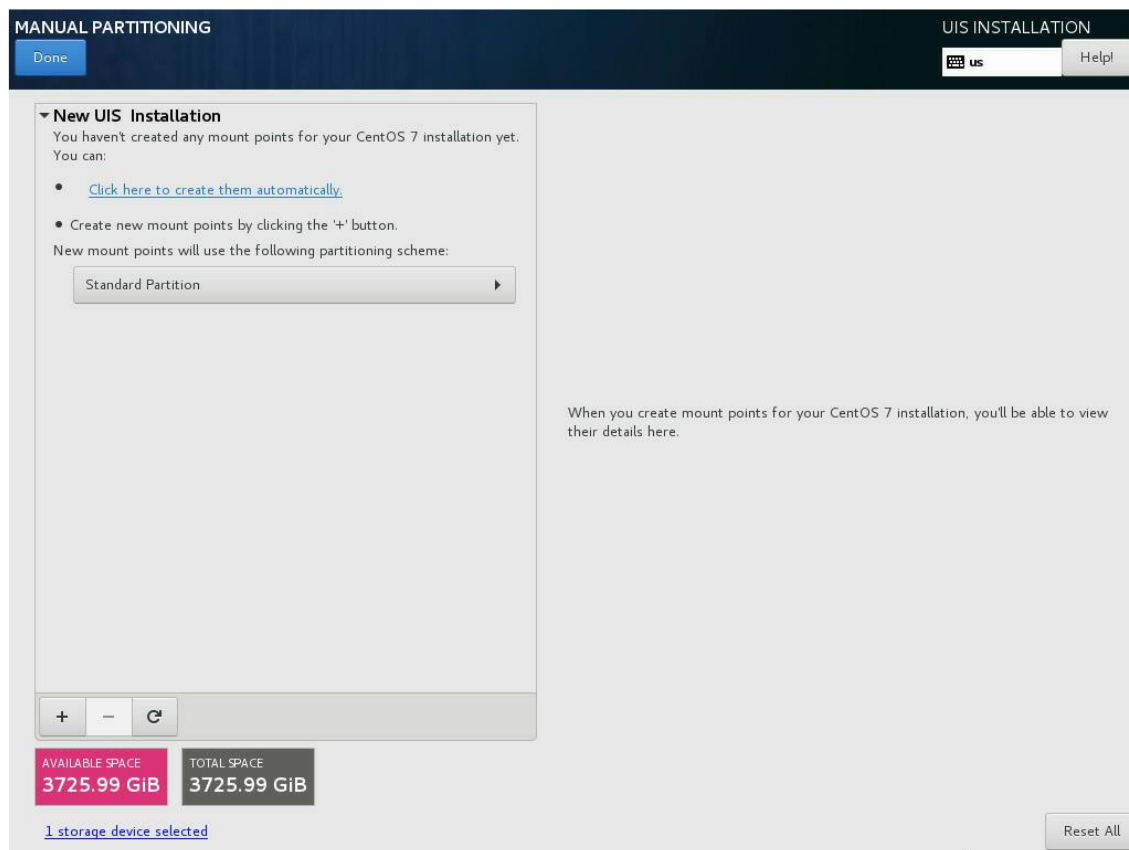 MANUAL PARTITIONING
UIS INSTALLATION
Done
us
Help!
New UIS Installation
You haven't created any mount points for your CentOS 7 installation yet.
You can:
Click here to create them automatically.
Create new mount points by clicking the '+' button.
New mount points will use the following partitioning scheme:
Standard Partition
When you create mount points for your CentOS 7 installation, you'll be able to view
their details here.
+ −
AVAILABLE SPACE
3725.99 GiB
TOTAL SPACE
3725.99 GiB
1 storage device selected
Reset All